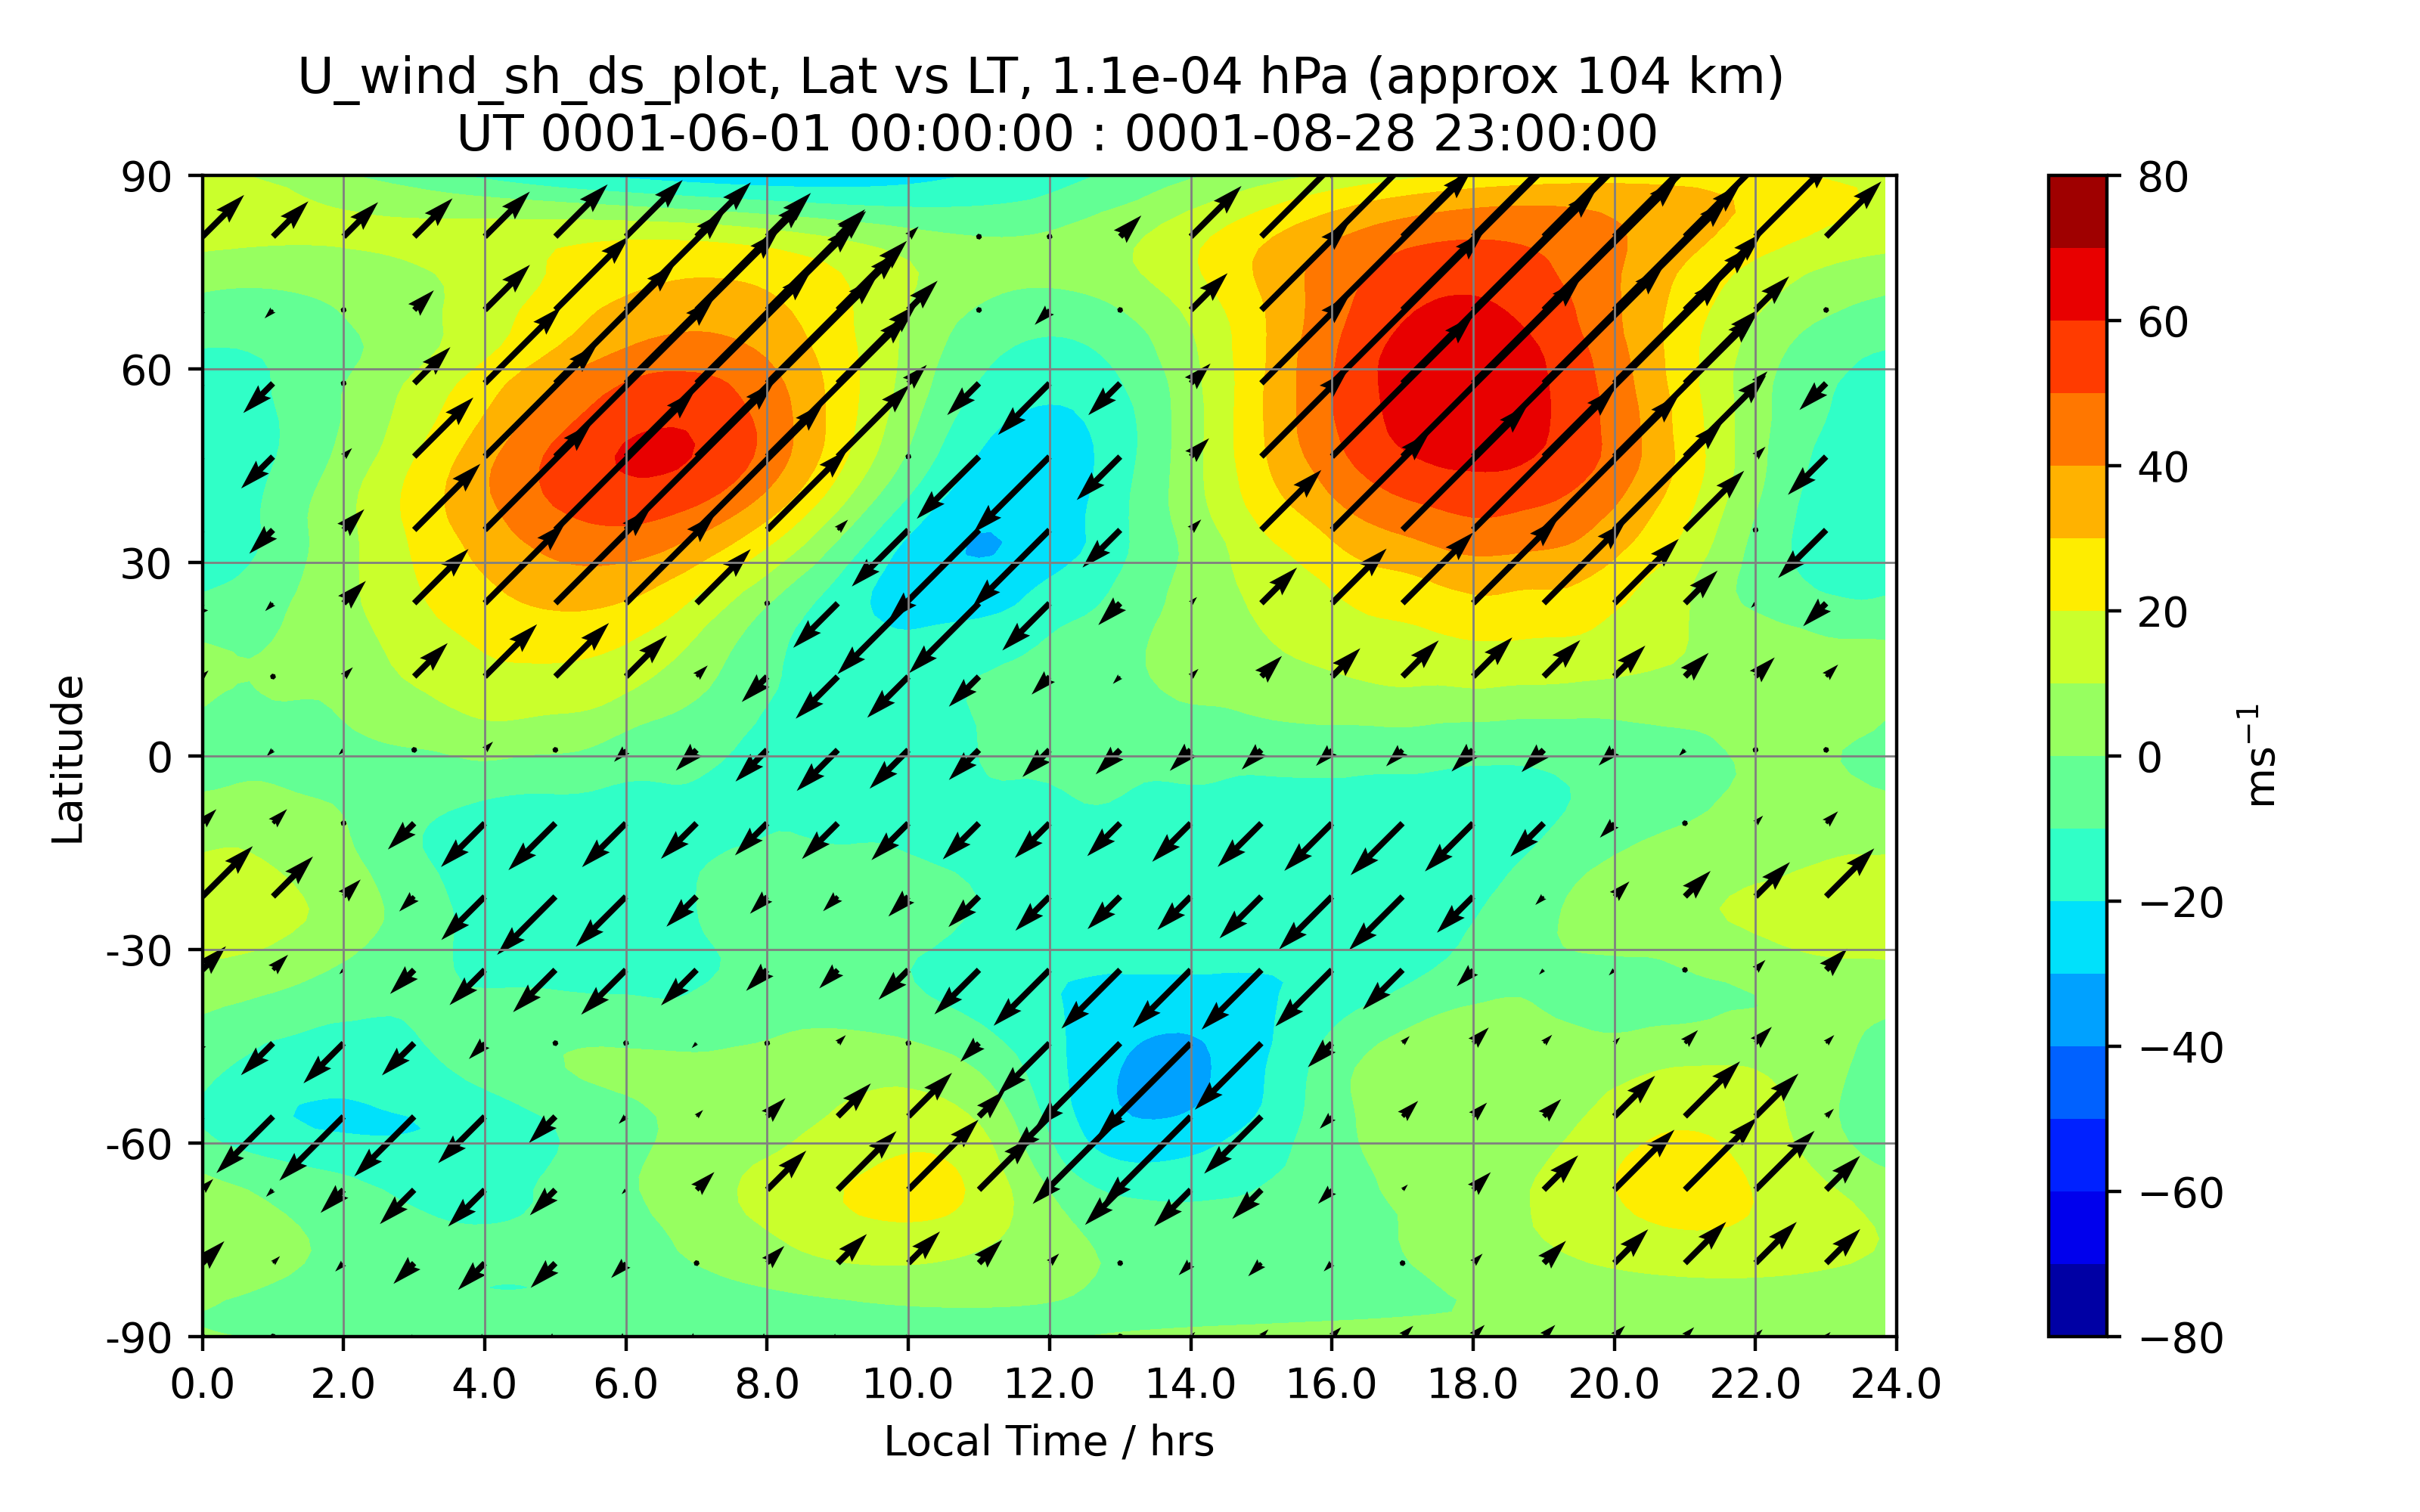 U_wind_sh_ds_plot, Lat vs LT, 1.1e-04 hPa (approx 104 km)
UT 0001-06-01 00:00:00 : 0001-08-28 23:00:00
90
60
30
0
-30
-60
-90
Latitude
0.0 2.0 4.0 6.0 8.0 10.0 12.0 14.0 16.0 18.0 20.0 22.0 24.0
Local Time / hrs
80
60
40
20
0
−20
−40
−60
−80
ms⁻¹